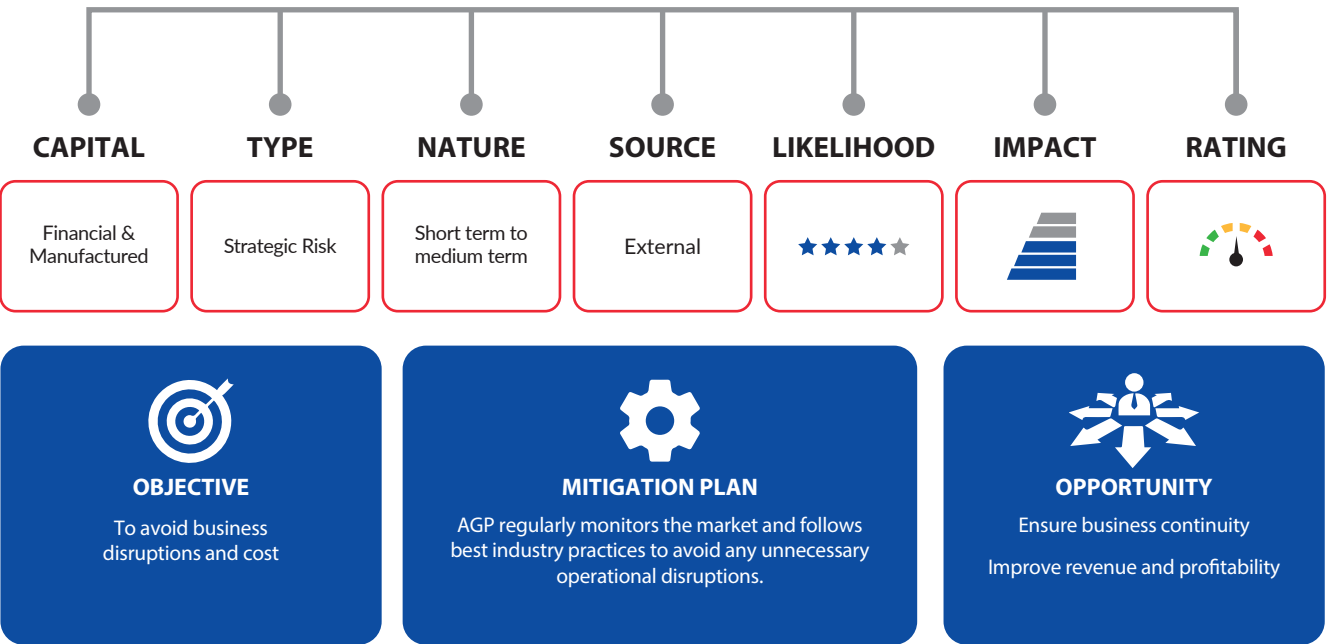 CAPITAL
TYPE
NATURE
SOURCE
LIKELIHOOD
IMPACT
RATING
Financial &
Manufactured
Strategic Risk
Short term to
medium term
External
OBJECTIVE
To avoid business
disruptions and cost
MITIGATION PLAN
AGP regularly monitors the market and follows
best industry practices to avoid any unnecessary
operational disruptions.
OPPORTUNITY
Ensure business continuity
Improve revenue and profitability